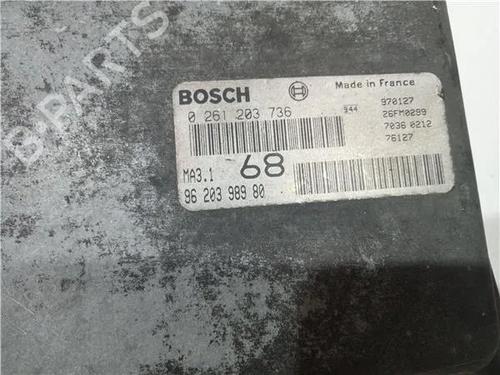 B-PARTS
BOSCH
Made in France
0 261 203 736
944
970127
26FM0299
7036 0212
76127
MA3.1
68
96 203 989 80